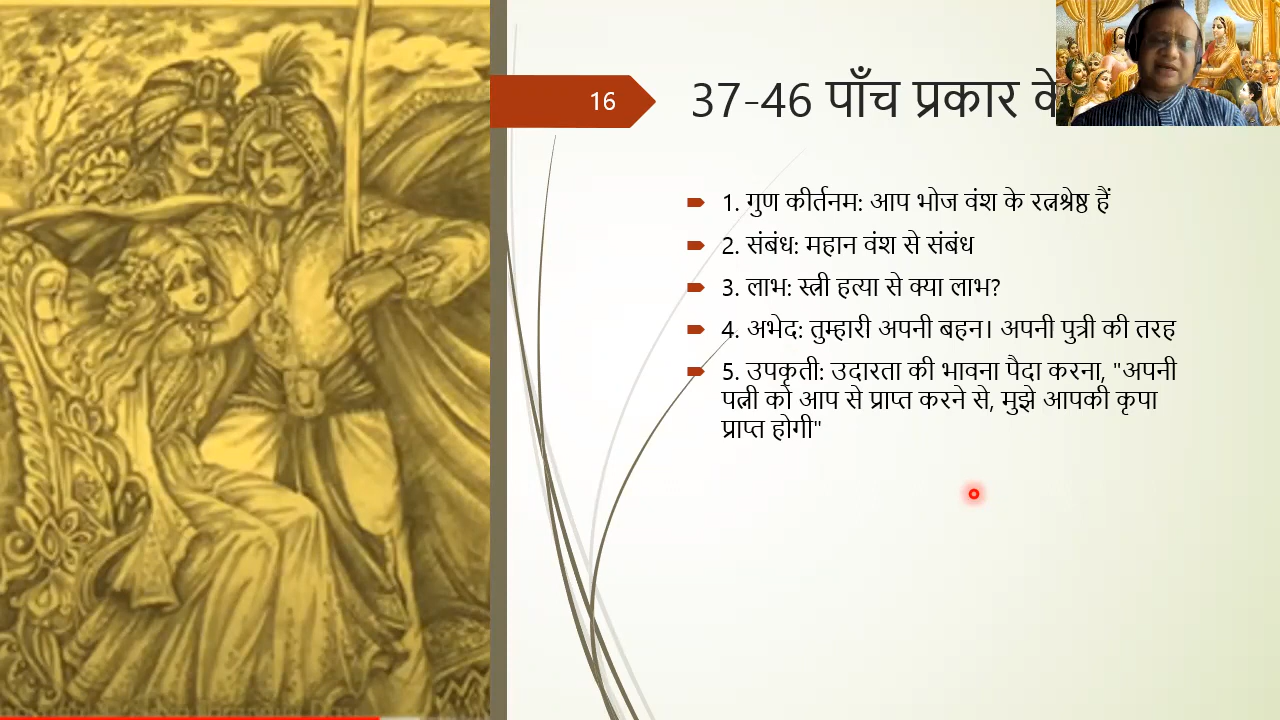 16
37-46 पाँच प्रकार के
1. गुण कीर्तनम: आप भोज वंश के रत्नश्रेष्ठ हैं
2. संबंध: महान वंश से संबंध
3. लाभ: स्त्री हत्या से क्या लाभ?
4. अभेद: तुम्हारी अपनी बहन। अपनी पुत्री की तरह
5. उपकृती: उदारता की भावना पैदा करना, "अपनी
पत्नी को आप से प्राप्त करने से, मुझे आपकी कृपा
प्राप्त होगी"